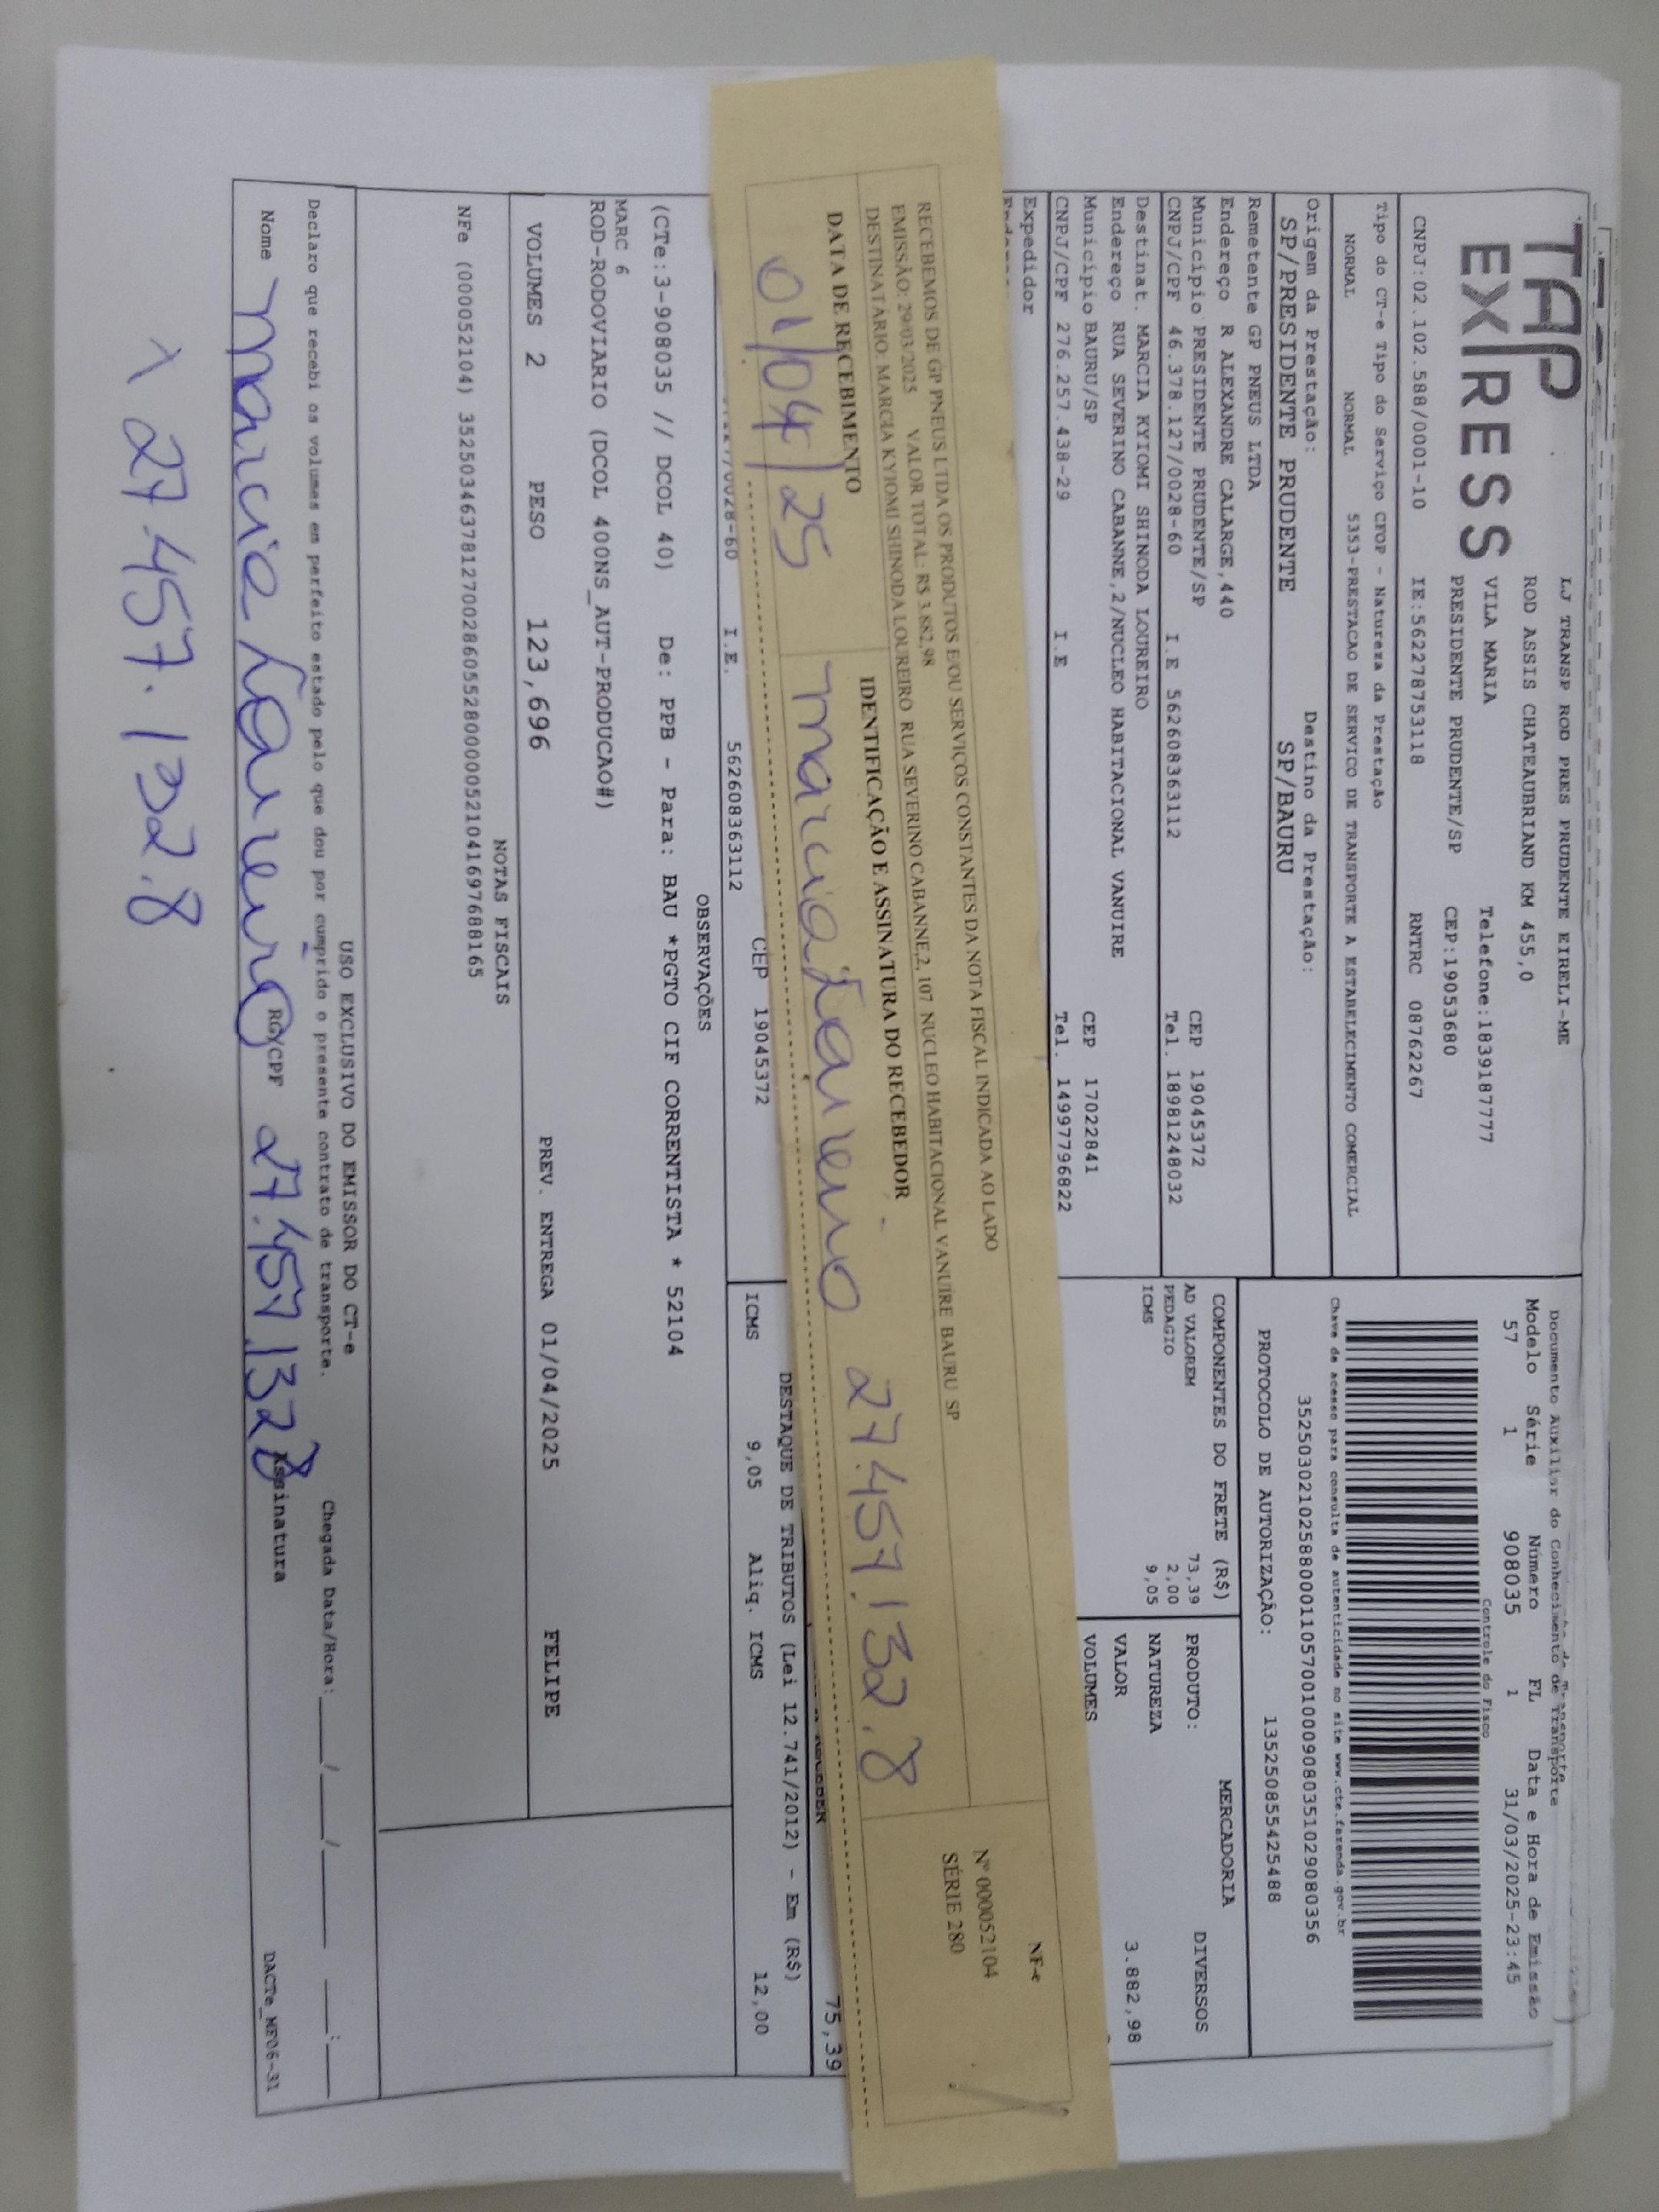 TAP
EXPRESS
LJ TRANSP ROD PRES PRUDENTE EIRELI-ME
ROD ASSIS CHATEAUBRIAND KM 455,0
VILA MARIA Telefone:1839187777
PRESIDENTE PRUDENTE/SP CEP:19053680
CNPJ:02.102.588/0001-10 IE:562278753118 RNTRC 08762267
Documento Auxiliar do Conhecimento de Transporte
Modelo Série Número FL Data e Hora de Emissão
57 1 908035 1 31/03/2025-23:45
Controle do Fisco
Tipo do CT-e Tipo do Serviço CFOP - Natureza da Prestação
NORMAL NORMAL 5353-PRESTACAO DE SERVICO DE TRANSPORTE A ESTABELECIMENTO COMERCIAL
Chave de acesso para consulta de autenticidade no site www.cte.fazenda.gov.br
35250302102588000110570010009080351029080356
Origem da Prestação: Destino da Prestação:
SP/PRESIDENTE PRUDENTE SP/BAURU
PROTOCOLO DE AUTORIZAÇÃO: 135250855425488
Remetente GP PNEUS LTDA
Endereço R ALEXANDRE CALARGE,440
Município PRESIDENTE PRUDENTE/SP CEP 19045372
CNPJ/CPF 46.378.127/0028-60 I.E 562608363112 Tel. 18981248032
Destinat. MARCIA KYIOMI SHINODA LOUREIRO
Endereço RUA SEVERINO CABANNE,2/NUCLEO HABITACIONAL VANUIRE
Município BAURU/SP CEP 17022841
CNPJ/CPF 276.257.438-29 I.E Tel. 14997796822
Expedidor
COMPONENTES DO FRETE (R$)
AD VALOREM 73,39
PEDAGIO 2,00
ICMS 9,05
MERCADORIA
PRODUTO: DIVERSOS
NATUREZA
VALOR 3.882,98
VOLUMES
RECEBEMOS DE GP PNEUS LTDA OS PRODUTOS E/OU SERVIÇOS CONSTANTES DA NOTA FISCAL INDICADA AO LADO
EMISSÃO: 29/03/2025 VALOR TOTAL: R$ 3.882,98
DESTINATÁRIO: MARCIA KYIOMI SHINODA LOUREIRO RUA SEVERINO CABANNE,2, 107 NUCLEO HABITACIONAL VANUIRE BAURU SP
NF-e
Nº 000052104
SÉRIE 280
DATA DE RECEBIMENTO IDENTIFICAÇÃO E ASSINATURA DO RECEBEDOR
01/04/25 Marcia Loureiro 27.457.132.8
75,39
I.E. 562608363112 CEP 19045372
DESTAQUE DE TRIBUTOS (Lei 12.741/2012) - Em (R$)
ICMS 9,05 Aliq. ICMS 12,00
OBSERVAÇÕES
(CTe:3-908035 // DCOL 40) De: PPB - Para: BAU *PGTO CIF CORRENTISTA * 52104
MARC 6
ROD-RODOVIARIO (DCOL 400NS_AUT-PRODUCAO#)
VOLUMES 2 PESO 123,696 PREV. ENTREGA 01/04/2025 FELIPE
NOTAS FISCAIS
NFe (000052104) 35250346378127002860552800000521041697688165
USO EXCLUSIVO DO EMISSOR DO CT-e
Declaro que recebi os volumes em perfeito estado pelo que dou por cumprido o presente contrato de transporte. Chegada Data/Hora:___/___/___ __:__
Nome Marcia Loureiro RG/CPF 27.457.132 8 Assinatura
DACTe_MF06-31
27.457.132.8